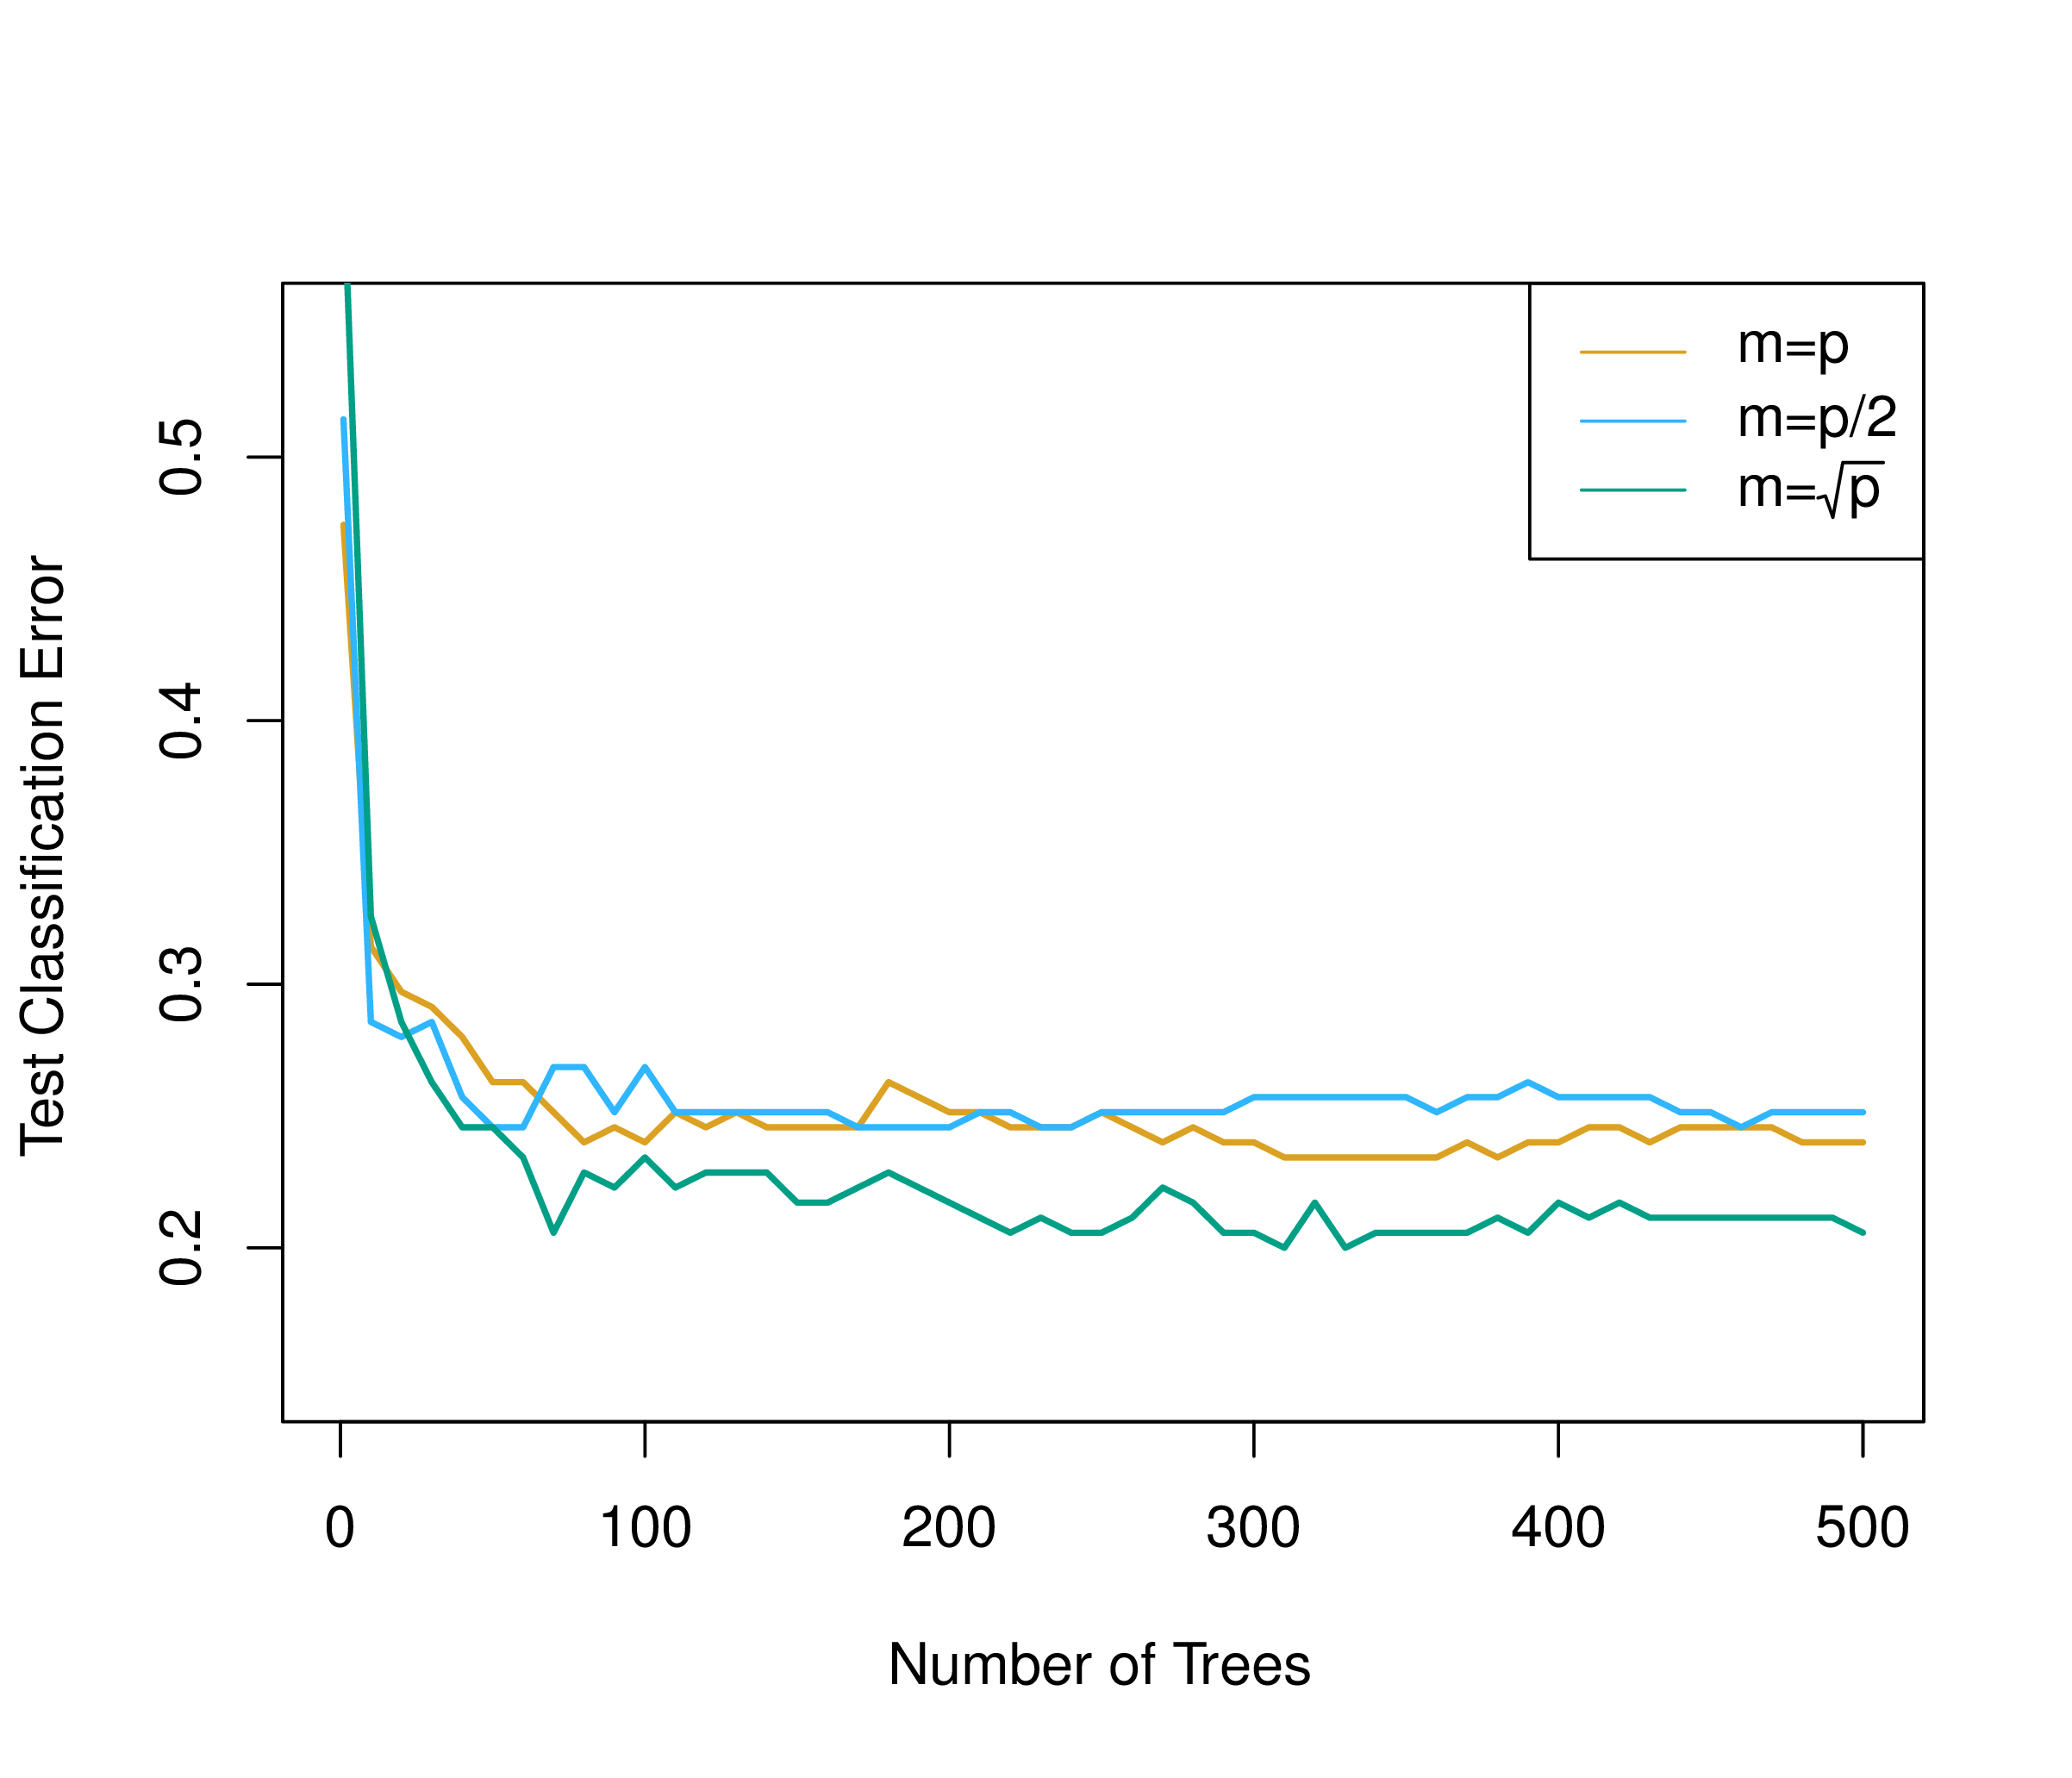 m=p
m=p/2
m=√p
Test Classification Error
0.5
0.4
0.3
0.2
0 100 200 300 400 500
Number of Trees